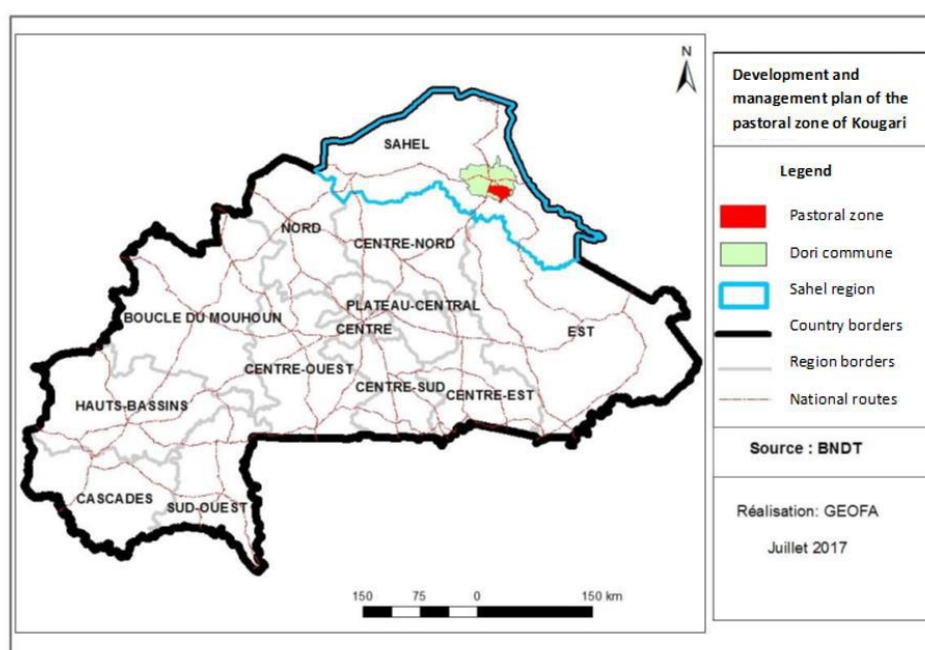 N
SAHEL
NORD
CENTRE-NORD
PLATEAU-CENTRAL
BOUCLE DU MOUHOUN
CENTRE
EST
CENTRE-OUEST
CENTRE-SUD
CENTRE-EST
HAUTS-BASSINS
CASCADES
SUD-OUEST
150 75 0 150 km
Development and
management plan of the
pastoral zone of Kougari
Legend
Pastoral zone
Dori commune
Sahel region
Country borders
Region borders
National routes
Source : BNDT
Réalisation: GEOFA
Juillet 2017